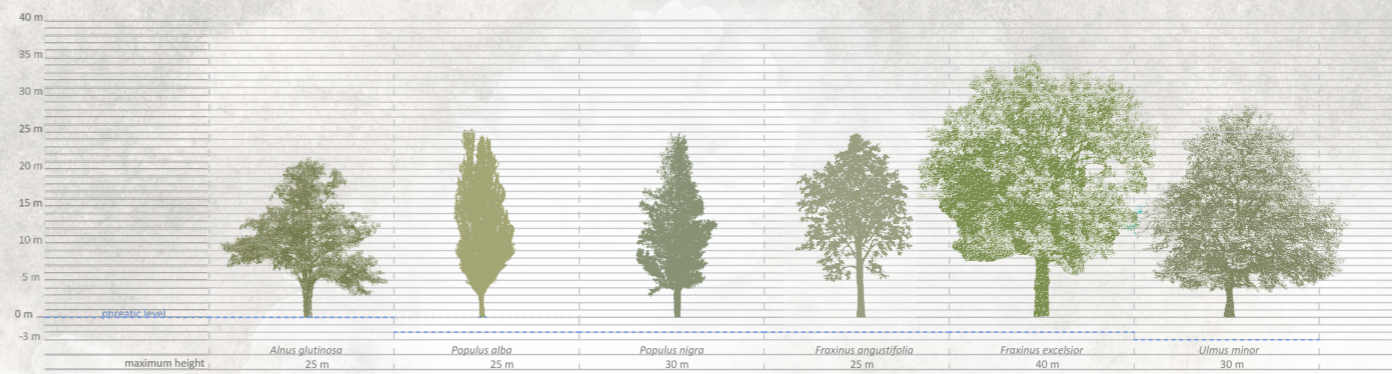 40 m
35 m
30 m
25 m
20 m
15 m
10 m
5 m
0 m
phreatic level
-3 m
Alnus glutinosa Populus alba Populus nigra Fraxinus angustifolia Fraxinus excelsior Ulmus minor
maximum height 25 m 25 m 30 m 25 m 40 m 30 m